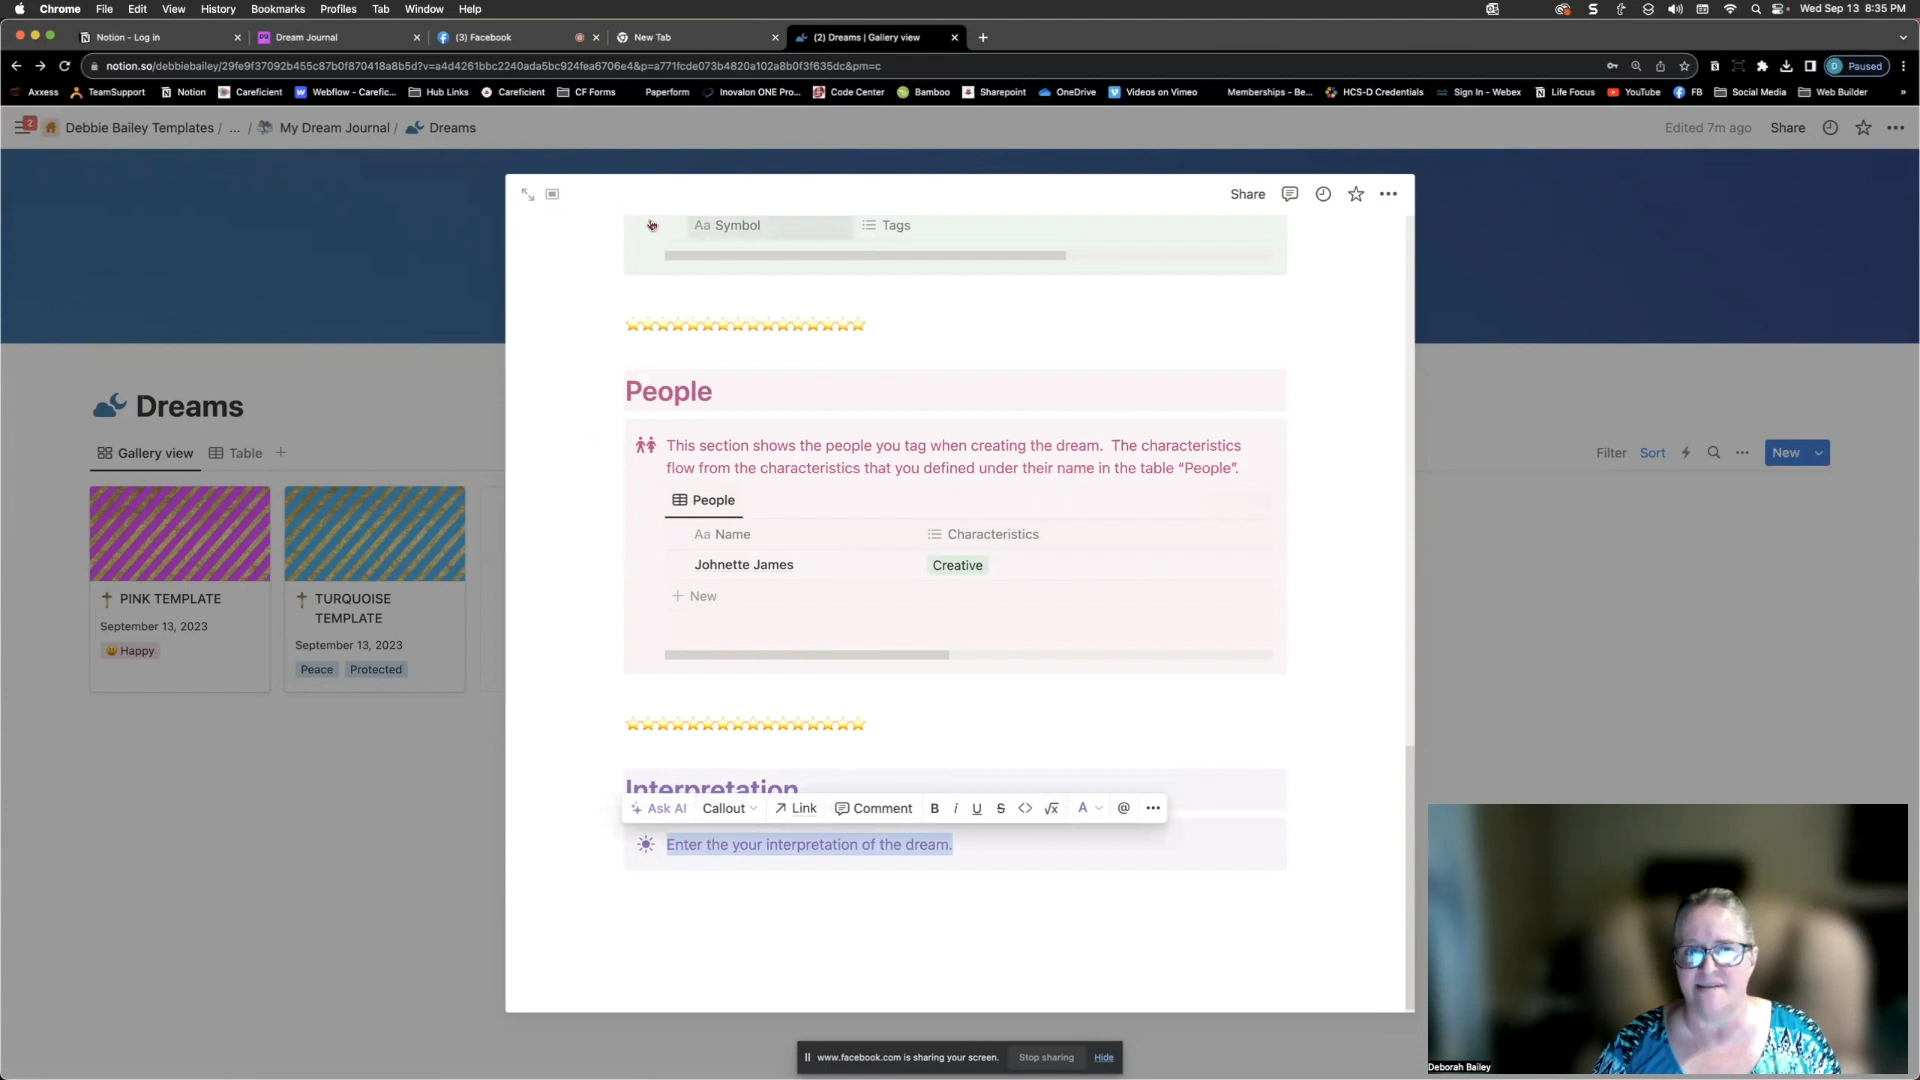 Chrome File Edit View History Bookmarks Profiles Tab Window Help
Wed Sep 13 8:35 PM
Notion - Log in
Dream Journal
(3) Facebook
New Tab
(2) Dreams | Gallery view
notion.so/debbiebailey/29fe9f37092b455c87b0f870418a8b5d?v=a4d4261bbc2240ada5bc924fea6706e4&p=a771fcde073b4820a102a8b0f3f635dc&pm=c
D Paused
Axxess TeamSupport Notion Careficient Webflow - Carefic... Hub Links Careficient CF Forms Paperform Inovalon ONE Pro... Code Center Bamboo Sharepoint OneDrive Videos on Vimeo Memberships - Be... HCS-D Credentials Sign In - Webex Life Focus YouTube FB Social Media Web Builder »
2 Debbie Bailey Templates / ... / My Dream Journal / Dreams
Edited 7m ago Share
Share
Aa Symbol Tags
People
This section shows the people you tag when creating the dream. The characteristics
flow from the characteristics that you defined under their name in the table “People”.
People
Aa Name Characteristics
Johnette James Creative
+ New
Interpretation
Ask AI Callout Link Comment B i U S <> √x A @ •••
Enter the your interpretation of the dream.
Dreams
Gallery view Table +
Filter Sort New
PINK TEMPLATE
September 13, 2023
Happy
TURQUOISE
TEMPLATE
September 13, 2023
Peace Protected
www.facebook.com is sharing your screen. Stop sharing Hide
Deborah Bailey